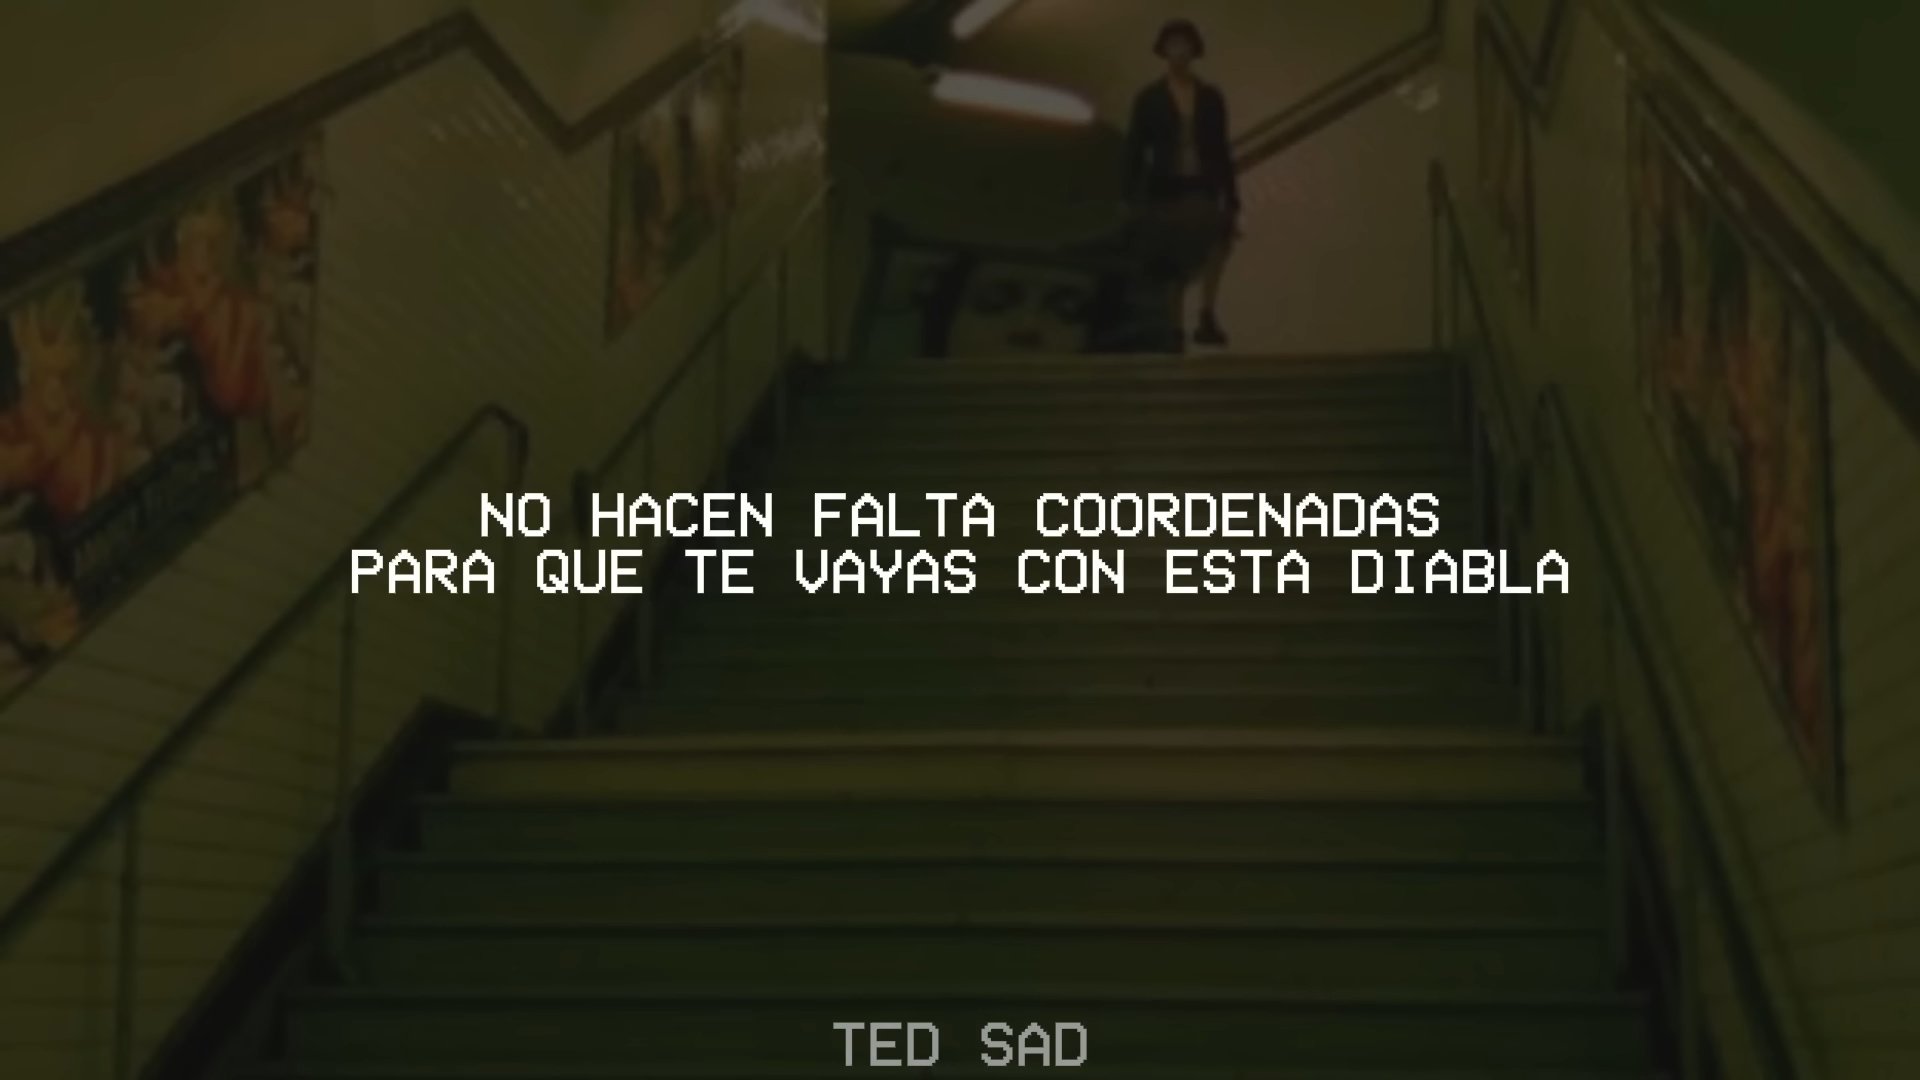 NO HACEN FALTA COORDENADAS
PARA QUE TE VAYAS CON ESTA DIABLA
TED SAD